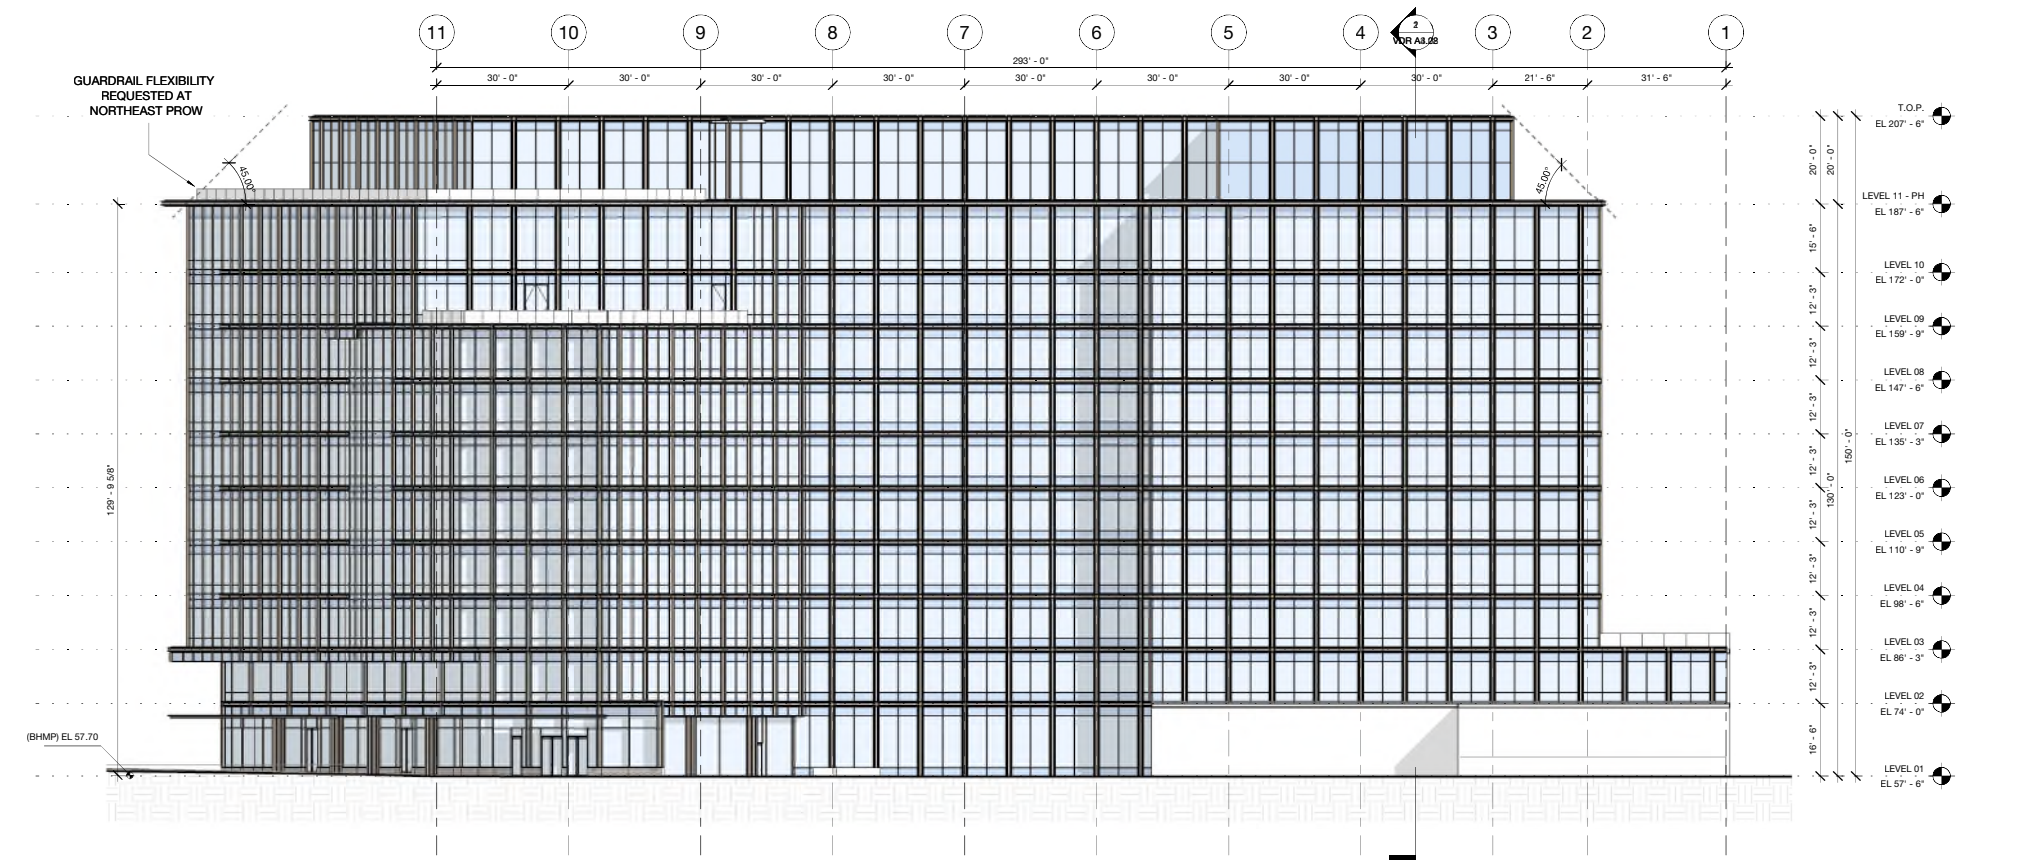 11 10 9 8 7 6 5 4 3 2 1
2
293' - 0"
30' - 0" 30' - 0" 30' - 0" 30' - 0" 30' - 0" 30' - 0" 30' - 0" 30' - 0" 21' - 6" 31' - 6"
GUARDRAIL FLEXIBILITY
REQUESTED AT
NORTHEAST PROW
45.00°
45.00°
129' - 9 5/8"
(BHMP) EL 57.70
T.O.P.
EL 207' - 6"
20' - 0"
20' - 0"
LEVEL 11 - PH
EL 187' - 6"
15' - 6"
LEVEL 10
EL 172' - 0"
12' - 3"
LEVEL 09
EL 159' - 9"
12' - 3"
LEVEL 08
EL 147' - 6"
12' - 3"
LEVEL 07
EL 135' - 3"
12' - 3"
150' - 0"
130' - 0"
LEVEL 06
EL 123' - 0"
12' - 3"
LEVEL 05
EL 110' - 9"
12' - 3"
LEVEL 04
EL 98' - 6"
12' - 3"
LEVEL 03
EL 86' - 3"
12' - 3"
LEVEL 02
EL 74' - 0"
16' - 6"
LEVEL 01
EL 57' - 6"